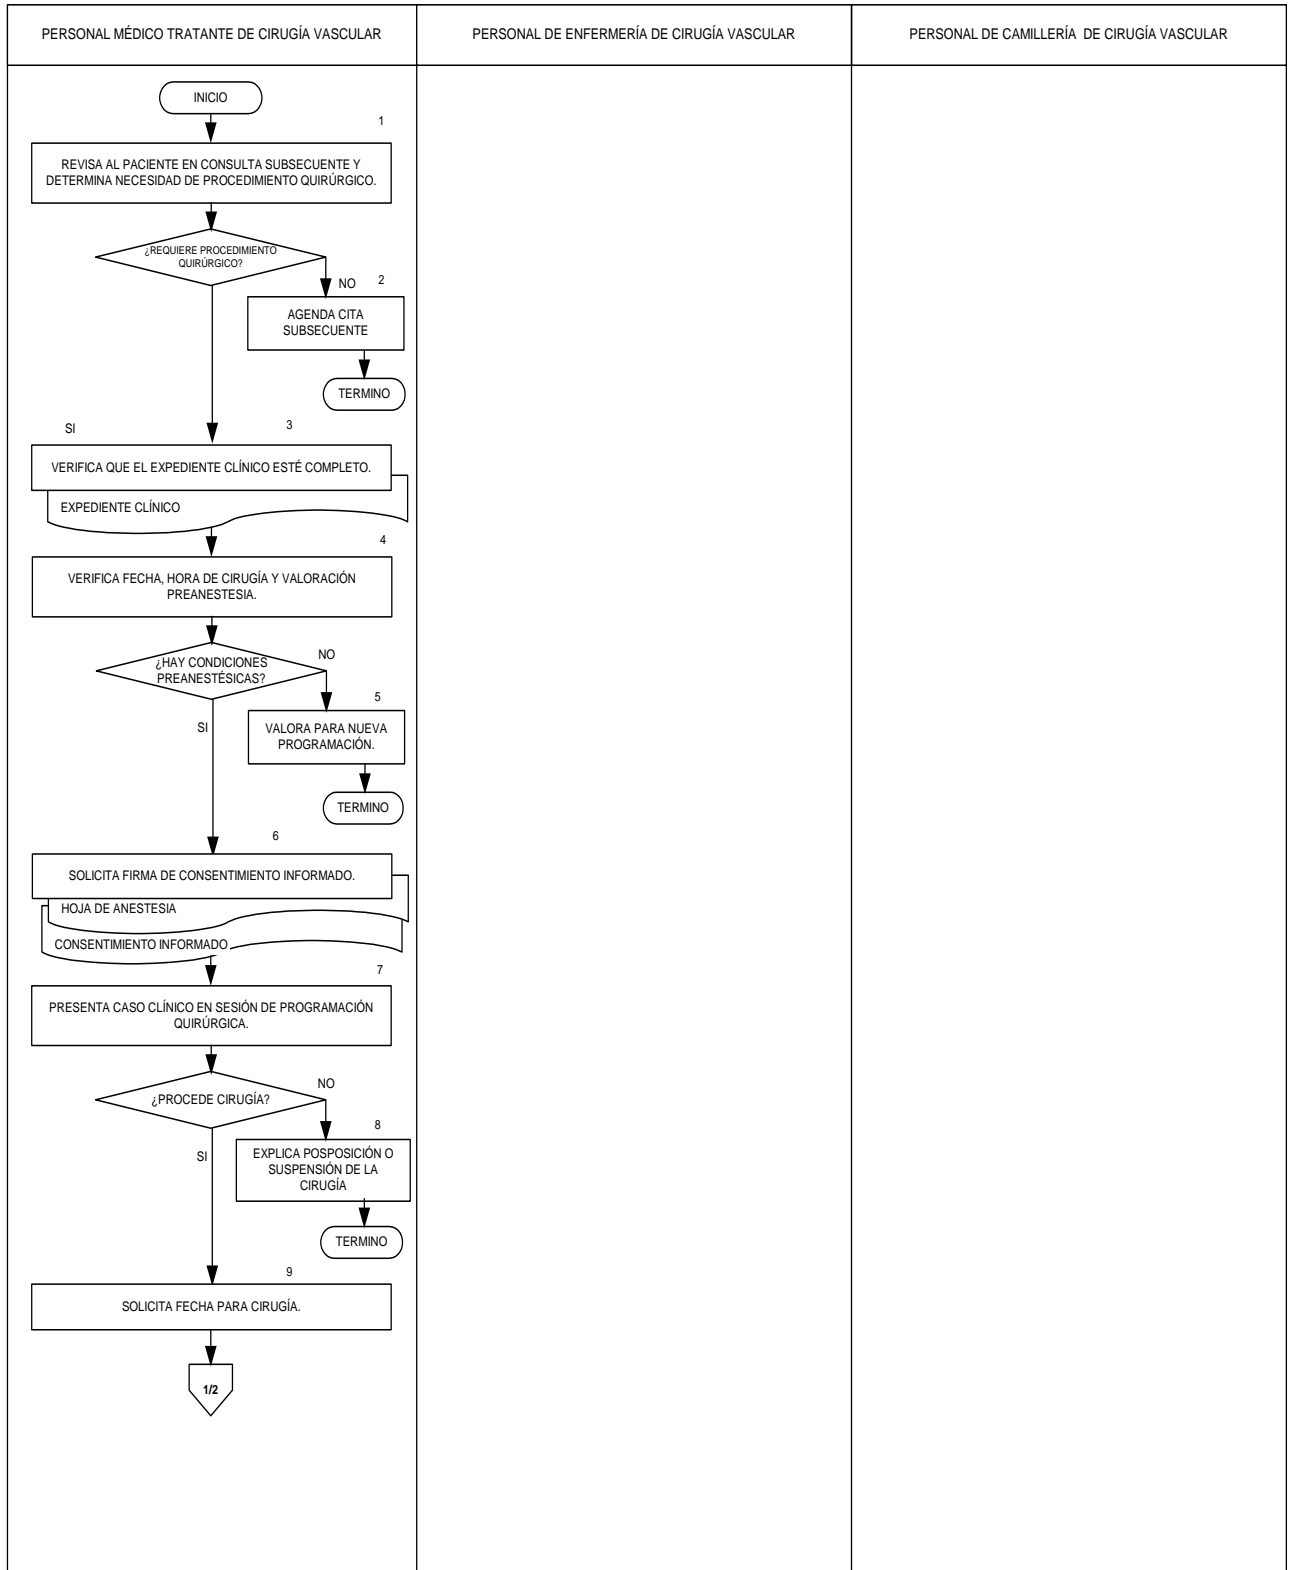 PERSONAL MÉDICO TRATANTE DE CIRUGÍA VASCULAR
PERSONAL DE ENFERMERÍA DE CIRUGÍA VASCULAR
PERSONAL DE CAMILLERÍA DE CIRUGÍA VASCULAR
INICIO
1
REVISA AL PACIENTE EN CONSULTA SUBSECUENTE Y
DETERMINA NECESIDAD DE PROCEDIMIENTO QUIRÚRGICO.
¿REQUIERE PROCEDIMIENTO
QUIRÚRGICO?
NO
2
AGENDA CITA
SUBSECUENTE
TERMINO
SI
3
VERIFICA QUE EL EXPEDIENTE CLÍNICO ESTÉ COMPLETO.
EXPEDIENTE CLÍNICO
4
VERIFICA FECHA, HORA DE CIRUGÍA Y VALORACIÓN
PREANESTESIA.
¿HAY CONDICIONES
PREANESTÉSICAS?
NO
5
SI
VALORA PARA NUEVA
PROGRAMACIÓN.
TERMINO
6
SOLICITA FIRMA DE CONSENTIMIENTO INFORMADO.
HOJA DE ANESTESIA
CONSENTIMIENTO INFORMADO
7
PRESENTA CASO CLÍNICO EN SESIÓN DE PROGRAMACIÓN
QUIRÚRGICA.
¿PROCEDE CIRUGÍA?
NO
8
SI
EXPLICA POSPOSICIÓN O
SUSPENSIÓN DE LA
CIRUGÍA
TERMINO
9
SOLICITA FECHA PARA CIRUGÍA.
1/2